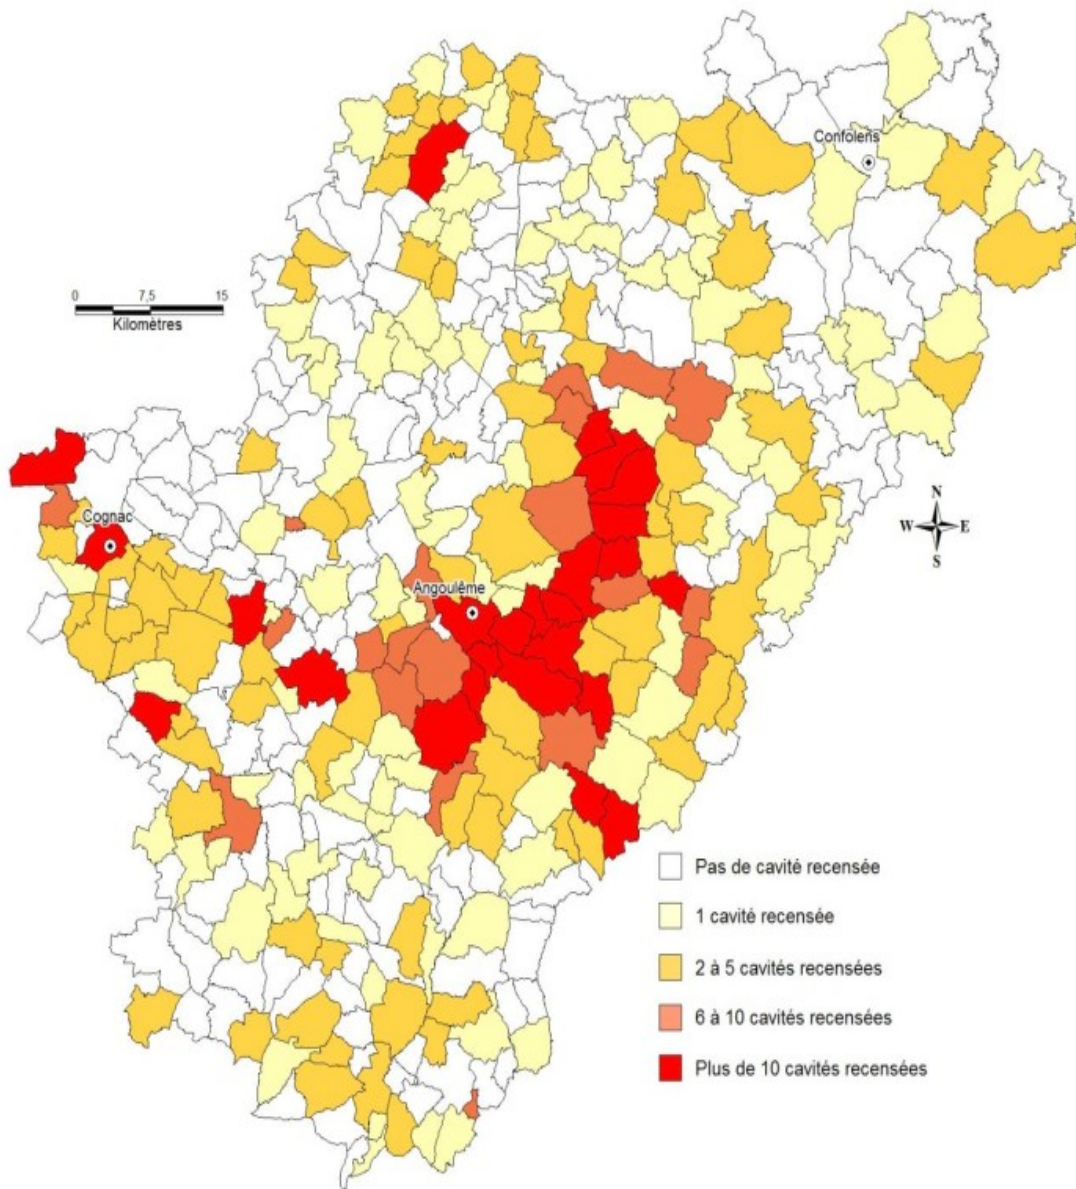 Confolens
0 7,5 15
Kilomètres
Cognac
N
W E
S
Angoulême
Pas de cavité recensée
1 cavité recensée
2 à 5 cavités recensées
6 à 10 cavités recensées
Plus de 10 cavités recensées